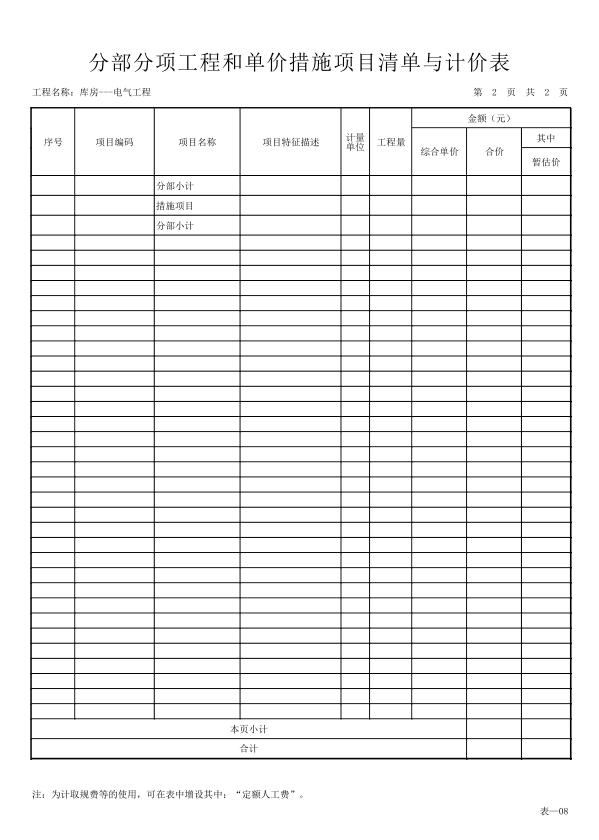 分部分项工程和单价措施项目清单与计价表
工程名称：库房---电气工程 第 2 页 共 2 页
序号 项目编码 项目名称 项目特征描述 计量单位 工程量 金额（元）
综合单价 合价 其中
暂估价
分部小计
措施项目
分部小计
本页小计
合计
注：为计取规费等的使用，可在表中增设其中：“定额人工费”。
表—08